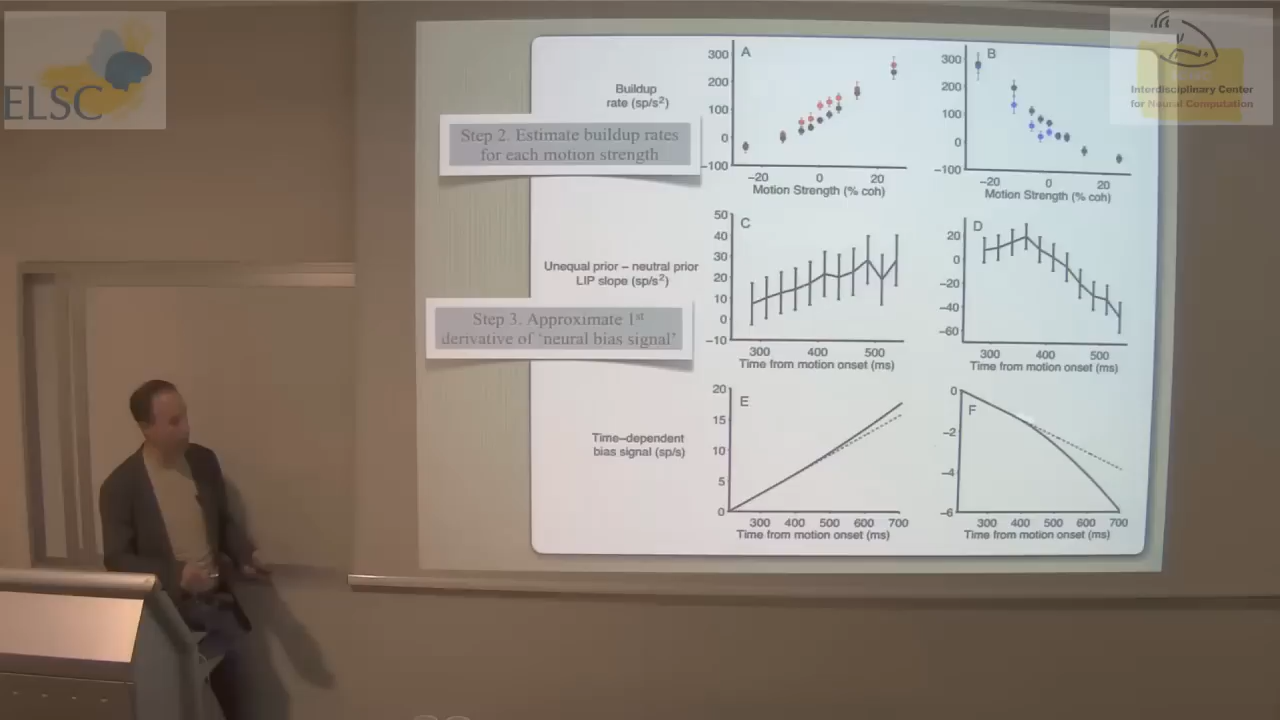 ELSC
Interdisciplinary Center
for Neural Computation
Buildup
rate (sp/s²)
Step 2. Estimate buildup rates
for each motion strength
A
300
200
100
0
−100
−20 0 20
Motion Strength (% coh)
B
300
200
100
0
−100
−20 0 20
Motion Strength (% coh)
Unequal prior – neutral prior
LIP slope (sp/s²)
Step 3. Approximate 1st
derivative of ‘neural bias signal’
C
50
40
30
20
10
0
−10
300 400 500
Time from motion onset (ms)
D
20
0
−20
−40
−60
300 400 500
Time from motion onset (ms)
Time–dependent
bias signal (sp/s)
E
20
15
10
5
0
300 400 500 600 700
Time from motion onset (ms)
F
0
−2
−4
−6
300 400 500 600 700
Time from motion onset (ms)